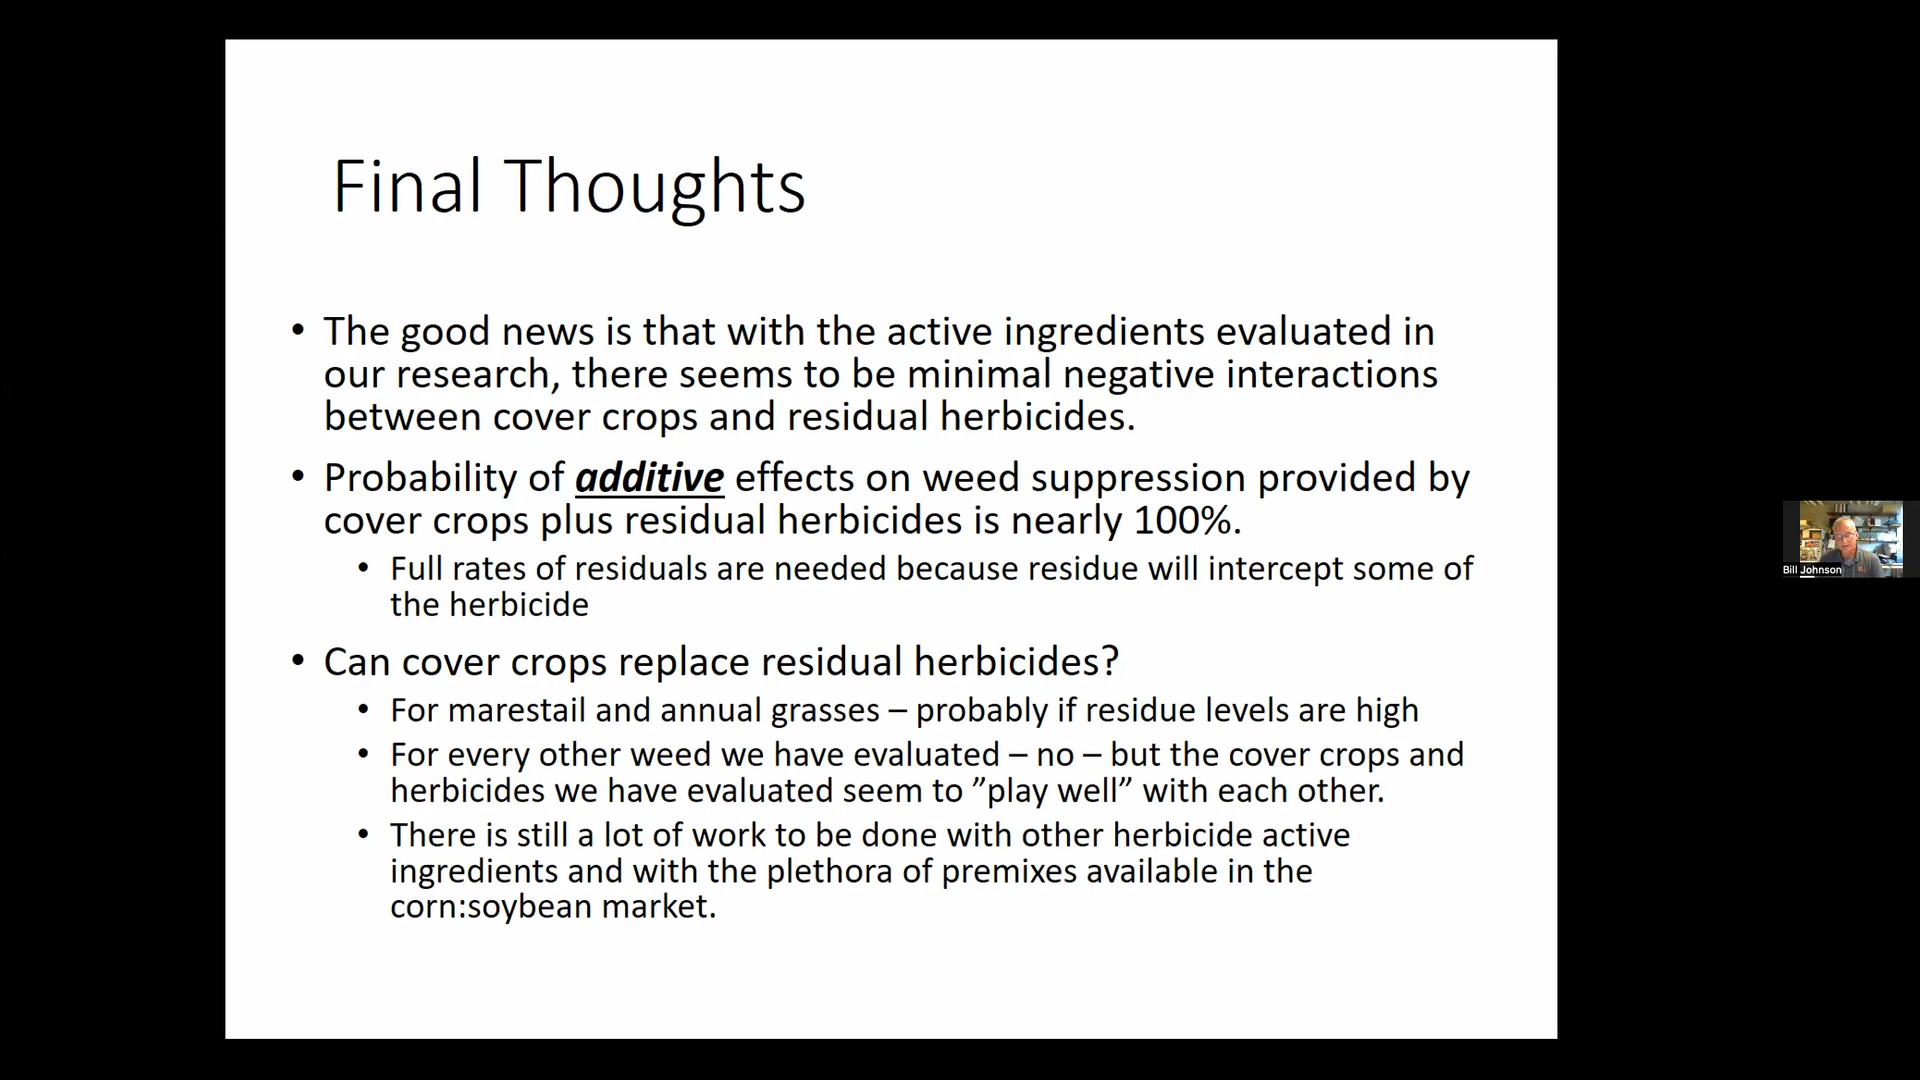 Final Thoughts
• The good news is that with the active ingredients evaluated in
our research, there seems to be minimal negative interactions
between cover crops and residual herbicides.
• Probability of additive effects on weed suppression provided by
cover crops plus residual herbicides is nearly 100%.
• Full rates of residuals are needed because residue will intercept some of
the herbicide
• Can cover crops replace residual herbicides?
• For marestail and annual grasses – probably if residue levels are high
• For every other weed we have evaluated – no – but the cover crops and
herbicides we have evaluated seem to ”play well” with each other.
• There is still a lot of work to be done with other herbicide active
ingredients and with the plethora of premixes available in the
corn:soybean market.
Bill Johnson